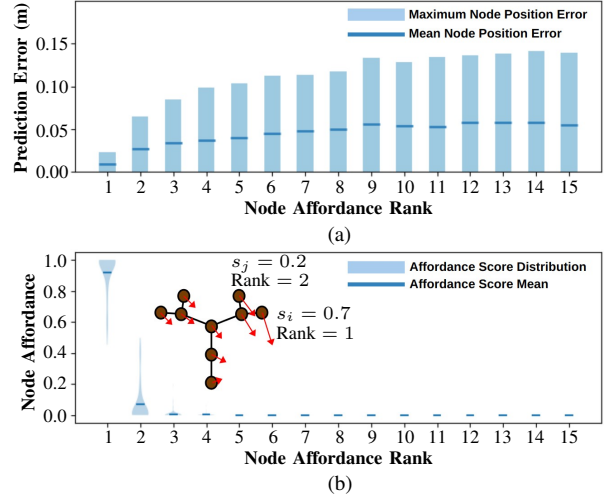 Maximum Node Position Error
Mean Node Position Error
Prediction Error (m)
0.15
0.10
0.05
0.00
1 2 3 4 5 6 7 8 9 10 11 12 13 14 15
Node Affordance Rank
(a)
Affordance Score Distribution
Affordance Score Mean
Node Affordance
1.0
0.8
0.6
0.4
0.2
0.0
s_j = 0.2
Rank = 2
s_i = 0.7
Rank = 1
1 2 3 4 5 6 7 8 9 10 11 12 13 14 15
Node Affordance Rank
(b)